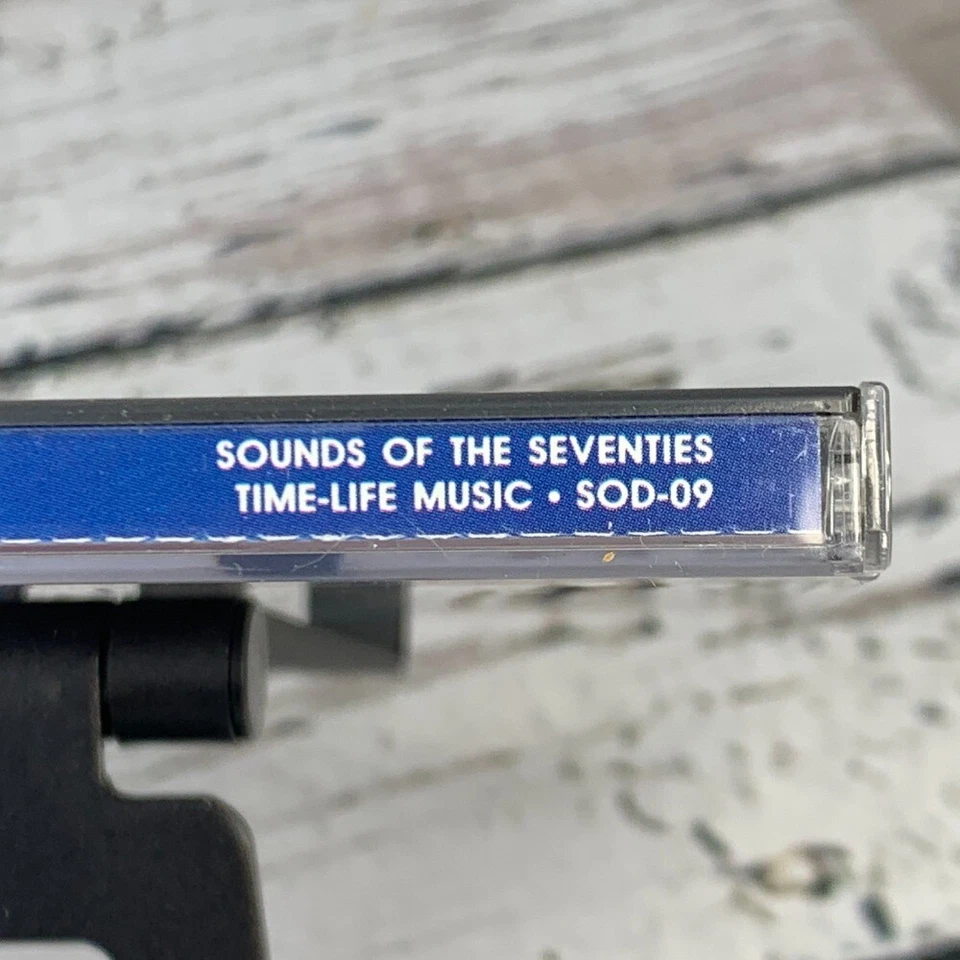 SOUNDS OF THE SEVENTIES
TIME-LIFE MUSIC • SOD-09